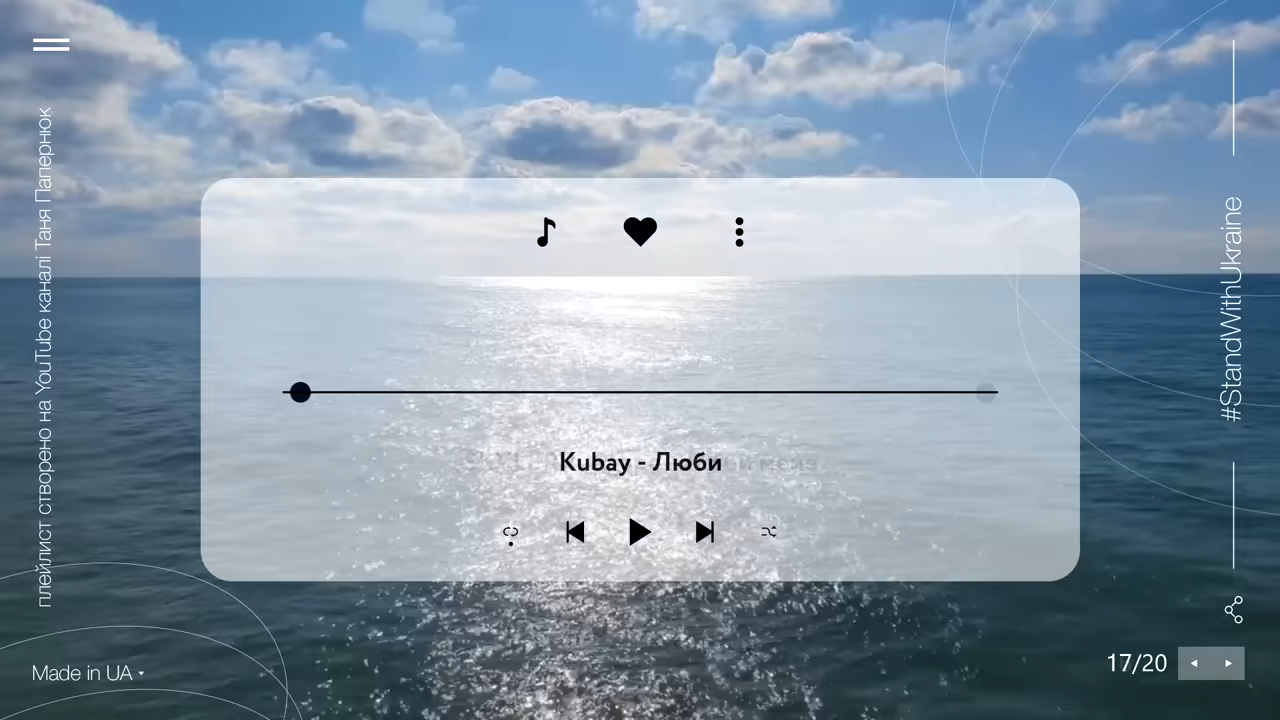 плейлист створено на YouTube каналі Таня Папернюк
Kubay - Люби
#StandWithUkraine
Made in UA
17/20